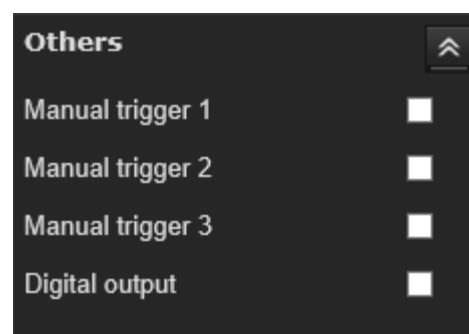 Others
Manual trigger 1
Manual trigger 2
Manual trigger 3
Digital output